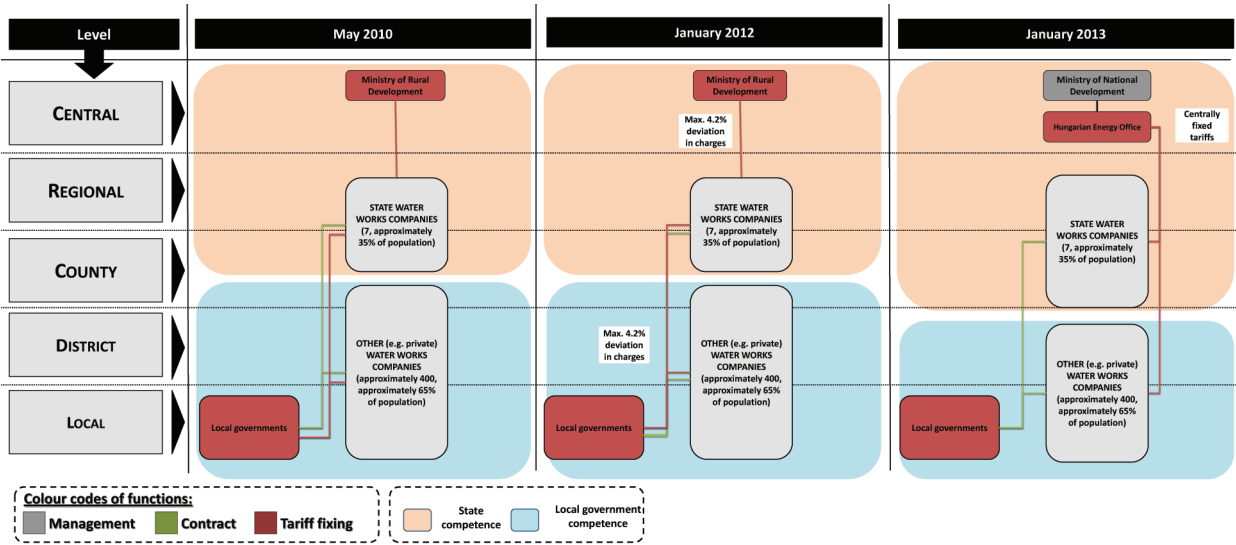 Level
May 2010
January 2012
January 2013
CENTRAL
REGIONAL
COUNTY
DISTRICT
LOCAL
Ministry of Rural
Development
STATE WATER
WORKS COMPANIES
(7, approximately
35% of population)
OTHER (e.g. private)
WATER WORKS
COMPANIES
(approximately 400,
approximately 65%
of population)
Local governments
Ministry of Rural
Development
Max. 4.2%
deviation
in charges
STATE WATER
WORKS COMPANIES
(7, approximately
35% of population)
Max. 4.2%
deviation
in charges
OTHER (e.g. private)
WATER WORKS
COMPANIES
(approximately 400,
approximately 65%
of population)
Local governments
Ministry of National
Development
Hungarian Energy Office
Centrally
fixed
tariffs
STATE WATER
WORKS COMPANIES
(7, approximately
35% of population)
OTHER (e.g. private)
WATER WORKS
COMPANIES
(approximately 400,
approximately 65%
of population)
Local governments
Colour codes of functions:
Management
Contract
Tariff fixing
State
competence
Local government
competence